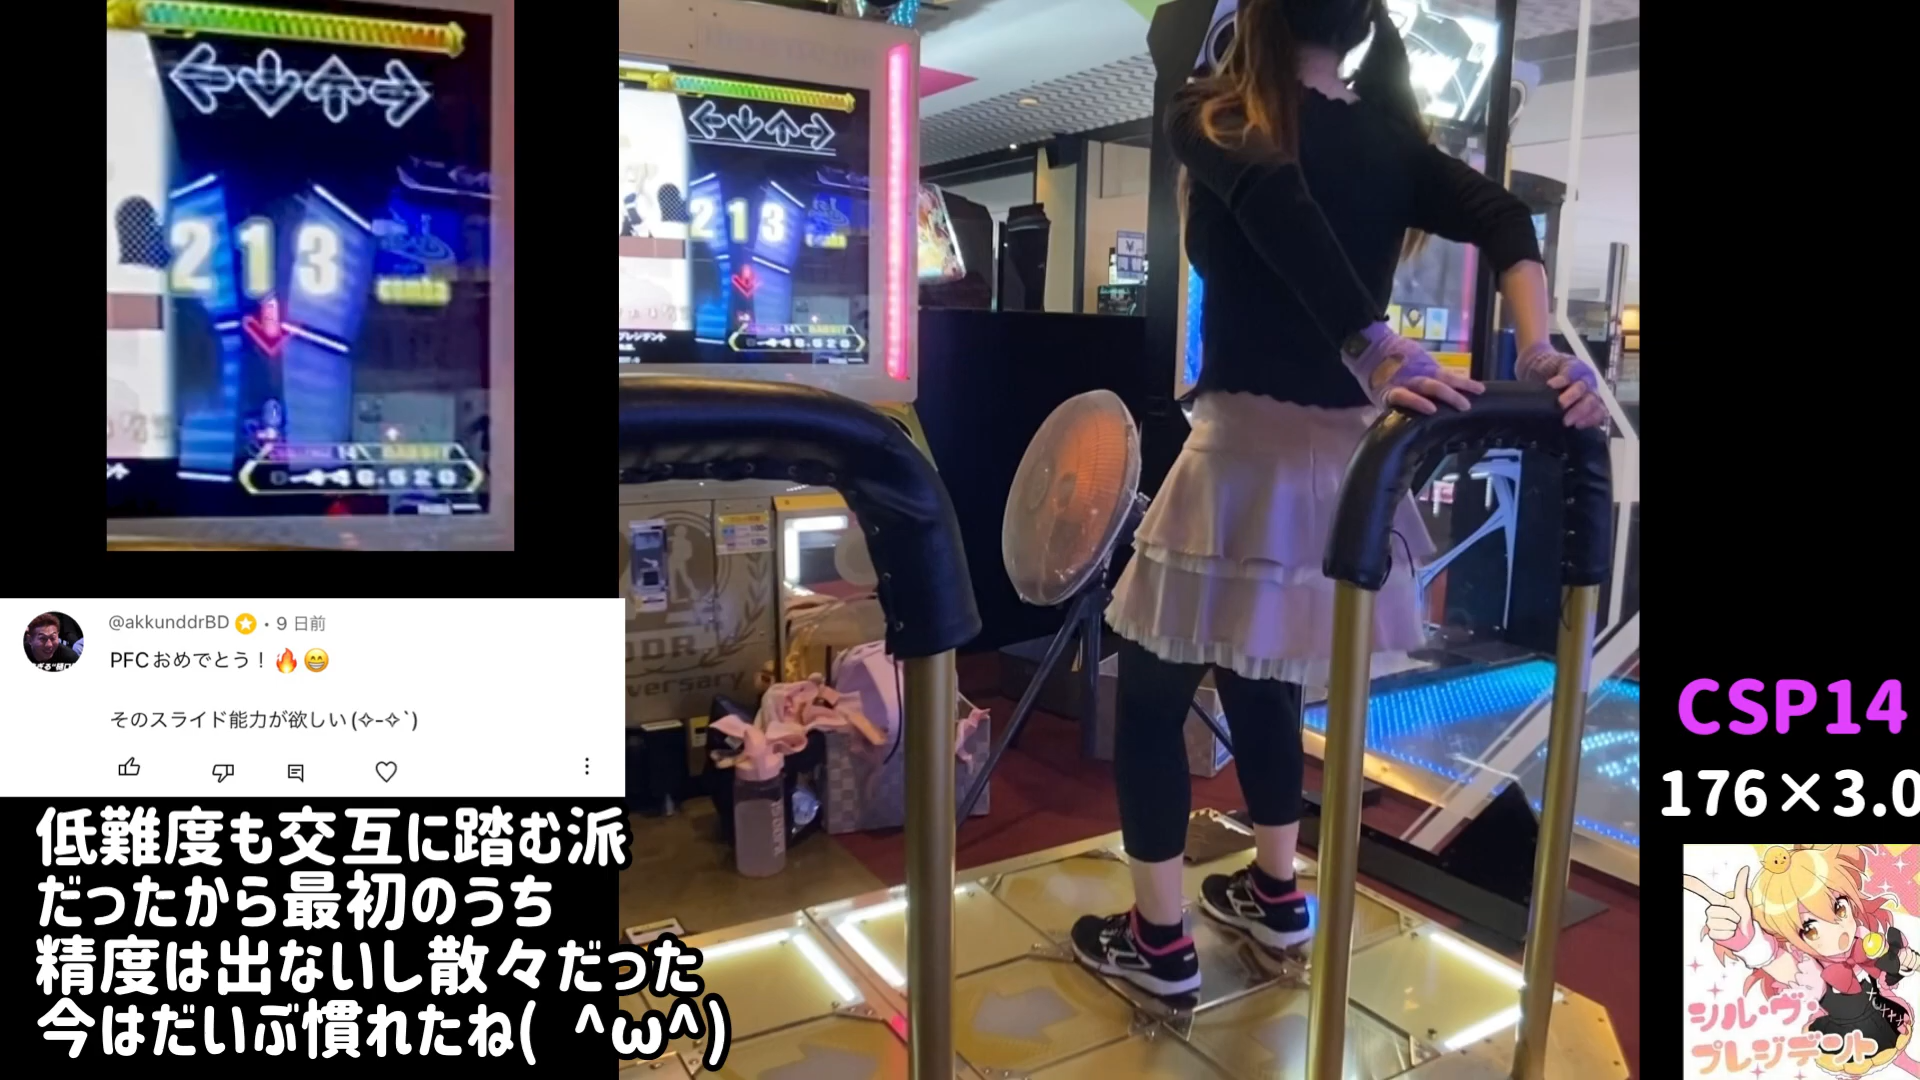 213
213
@akkunddrBD ・9 日前
PFCおめでとう！🔥😁
そのスライド能力が欲しい(✧-✧`)
低難度も交互に踏む派
だったから最初のうち
精度は出ないし散々だった
今はだいぶ慣れたね( ^ω^)
CSP14
176×3.0
シル・ヴ・
プレジデント